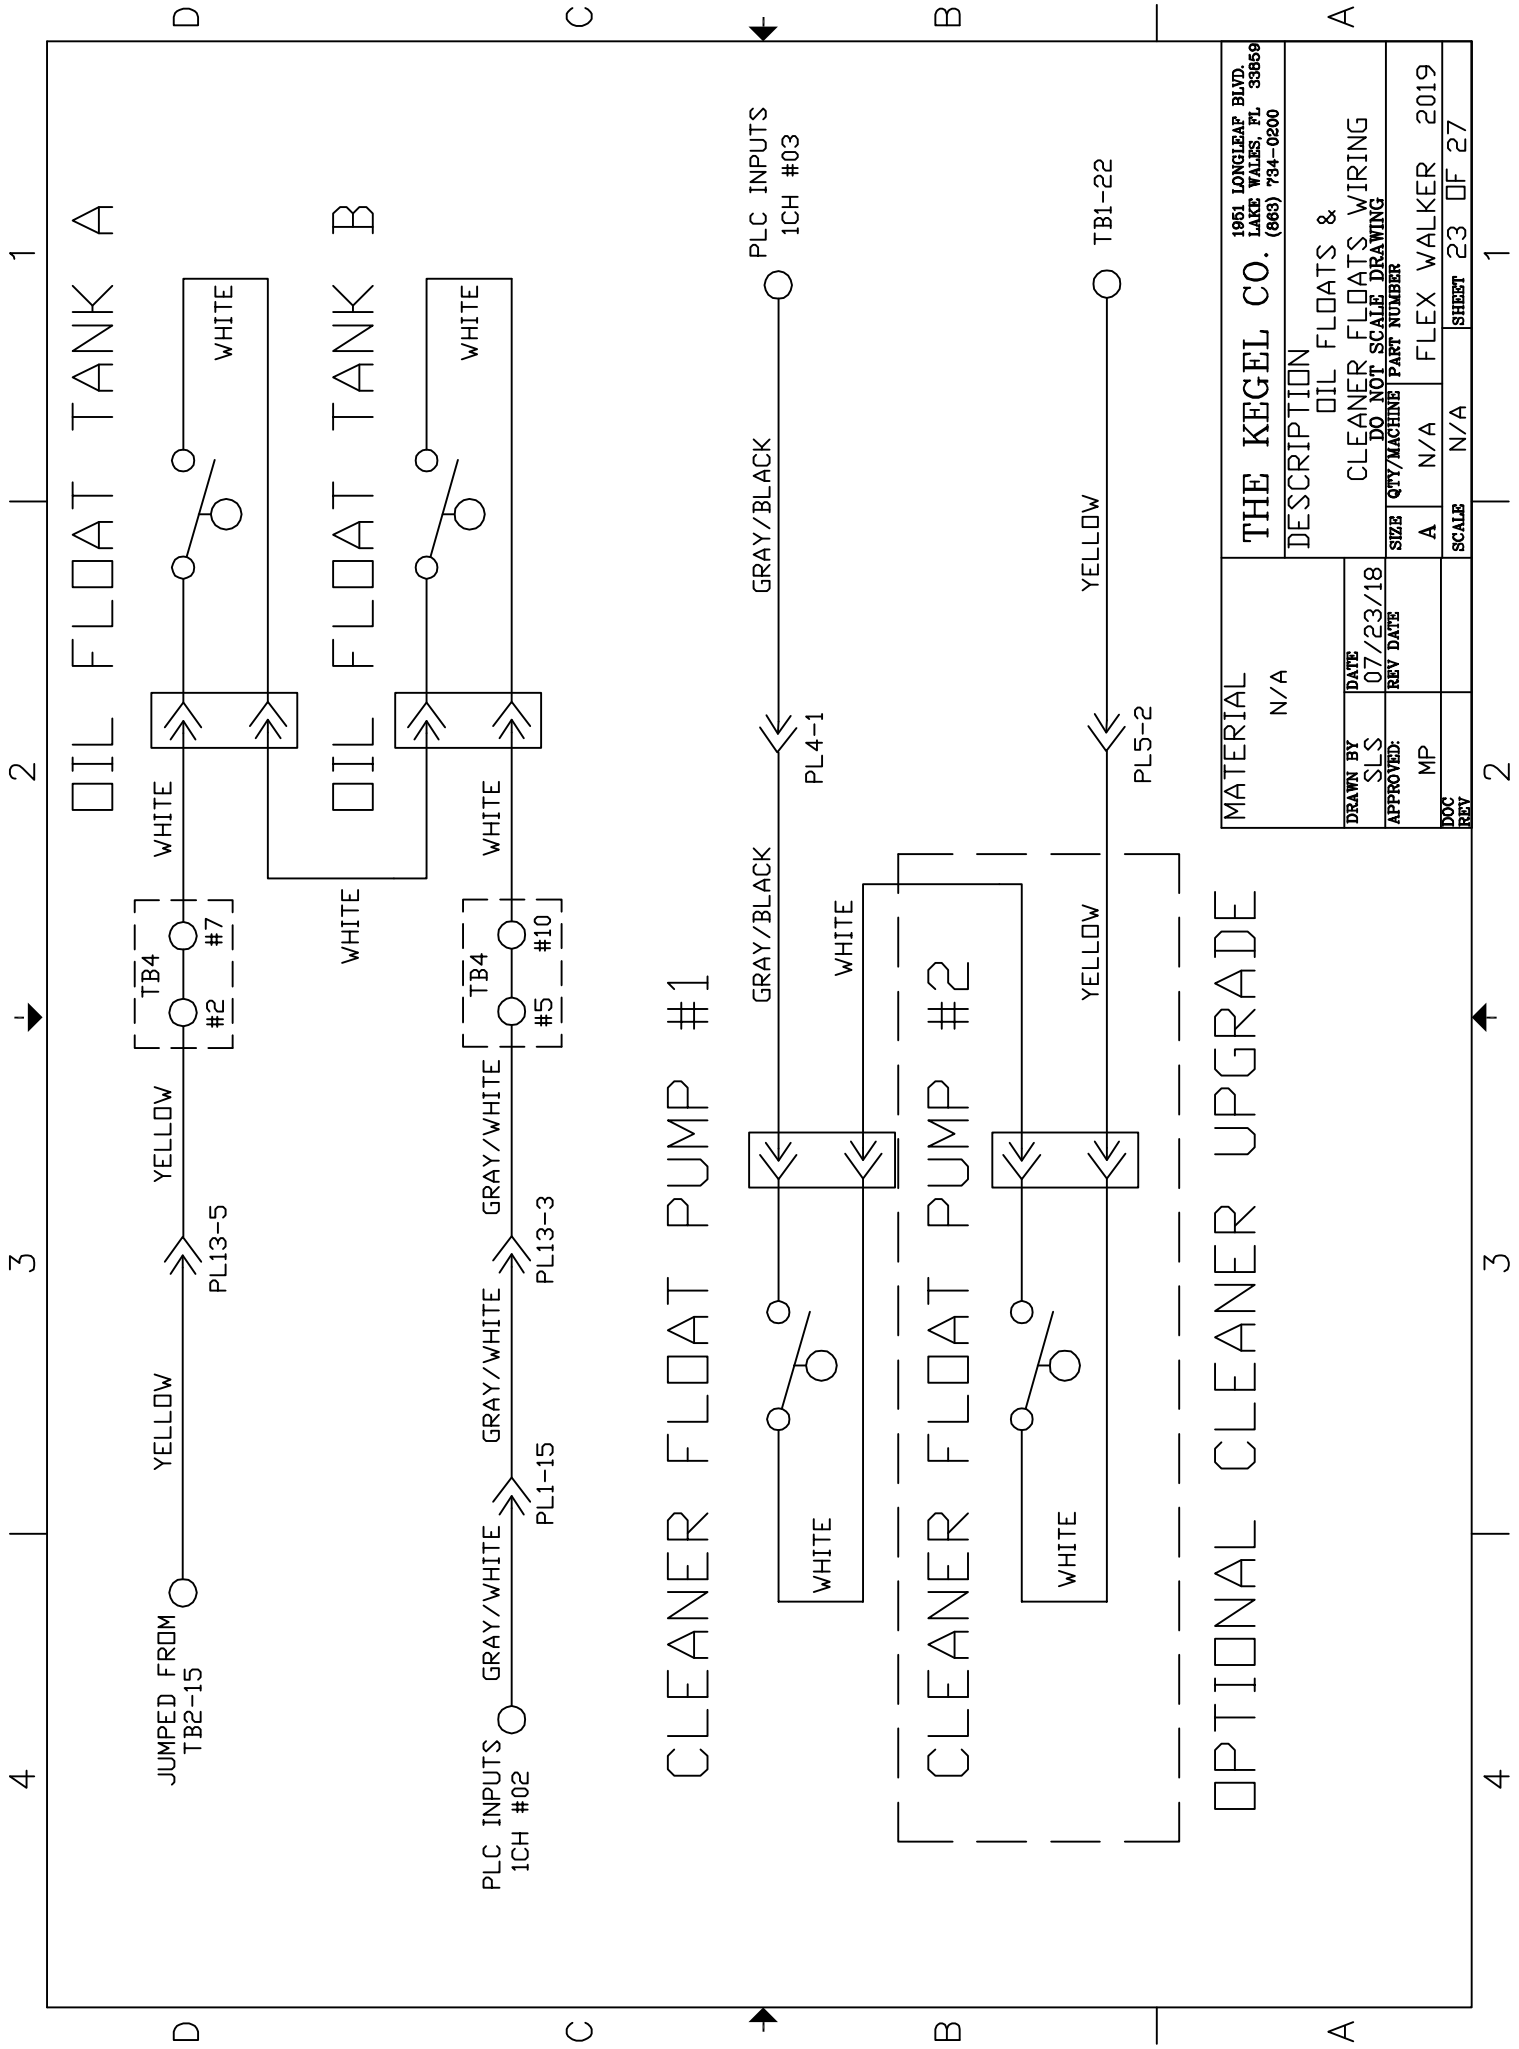 4
3
2
1
D
D
C
C
B
B
A
A
4
3
2
1
OIL FLOAT TANK A
JUMPED FROM
TB2-15
YELLOW
PL13-5
YELLOW
TB4
#2
#7
WHITE
WHITE
WHITE
OIL FLOAT TANK B
PLC INPUTS
1CH #02
GRAY/WHITE
PL1-15
GRAY/WHITE
PL13-3
GRAY/WHITE
TB4
#5
#10
WHITE
WHITE
CLEANER FLOAT PUMP #1
WHITE
GRAY/BLACK
WHITE
PL4-1
GRAY/BLACK
PLC INPUTS
1CH #03
CLEANER FLOAT PUMP #2
WHITE
YELLOW
PL5-2
YELLOW
TB1-22
OPTIONAL CLEANER UPGRADE
MATERIAL
N/A
DRAWN BY
SLS
DATE
07/23/18
APPROVED:
MP
REV DATE
DOC
REV
THE KEGEL CO.
1951 LONGLEAF BLVD.
LAKE WALES, FL 33859
(863) 734-0200
DESCRIPTION
OIL FLOATS &
CLEANER FLOATS WIRING
DO NOT SCALE DRAWING
SIZE
A
QTY/MACHINE
N/A
PART NUMBER
FLEX WALKER 2019
SCALE
N/A
SHEET 23 OF 27